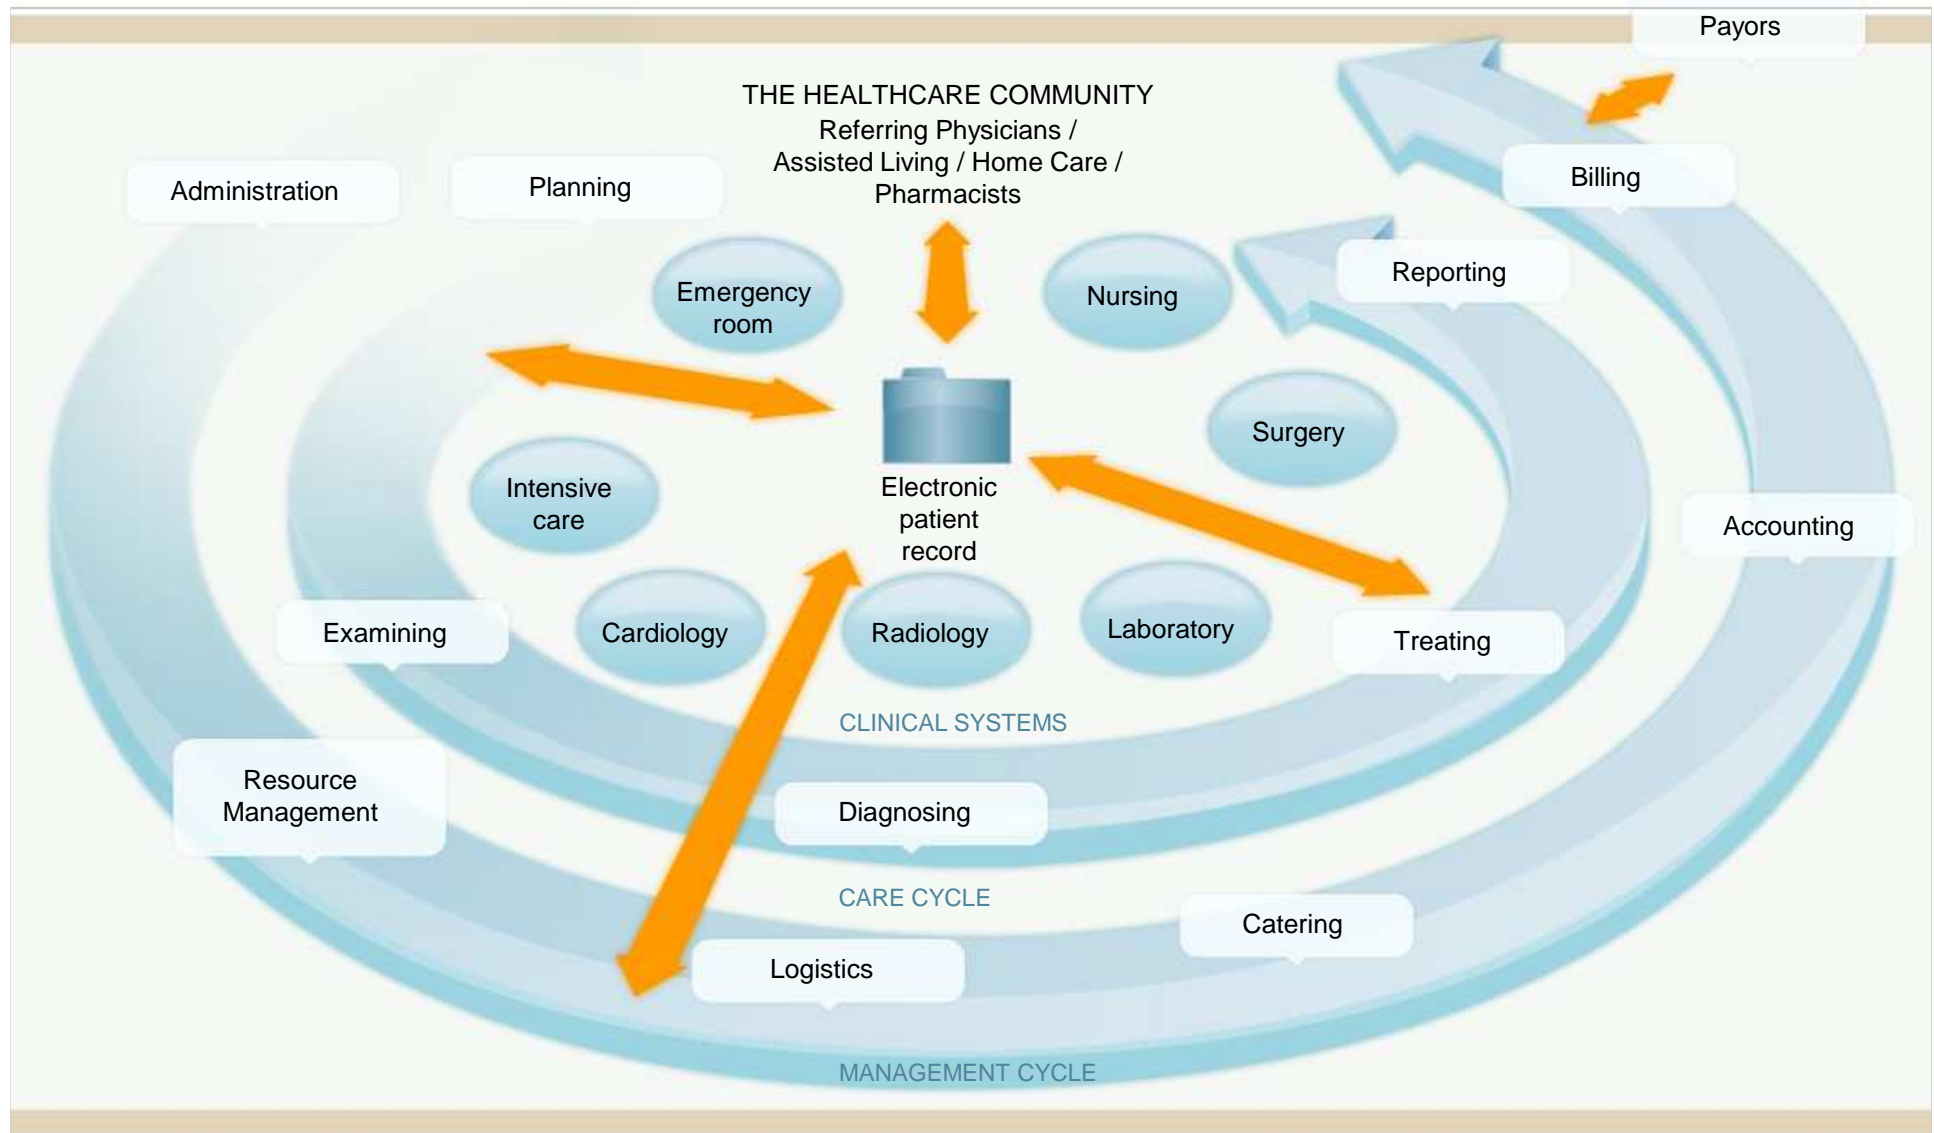 Payors
THE HEALTHCARE COMMUNITY
Referring Physicians /
Assisted Living / Home Care /
Pharmacists
Administration
Planning
Billing
Reporting
Emergency
room
Nursing
Surgery
Intensive
care
Electronic
patient
record
Accounting
Examining
Cardiology
Radiology
Laboratory
Treating
CLINICAL SYSTEMS
Resource
Management
Diagnosing
CARE CYCLE
Catering
Logistics
MANAGEMENT CYCLE